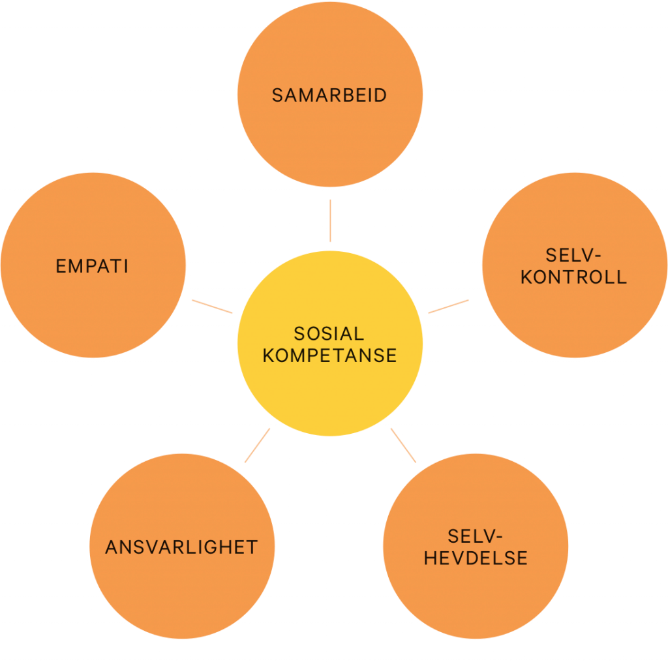 SAMARBEID
EMPATI
SELV-
KONTROLL
SOSIAL
KOMPETANSE
ANSVARLIGHET
SELV-
HEVDELSE